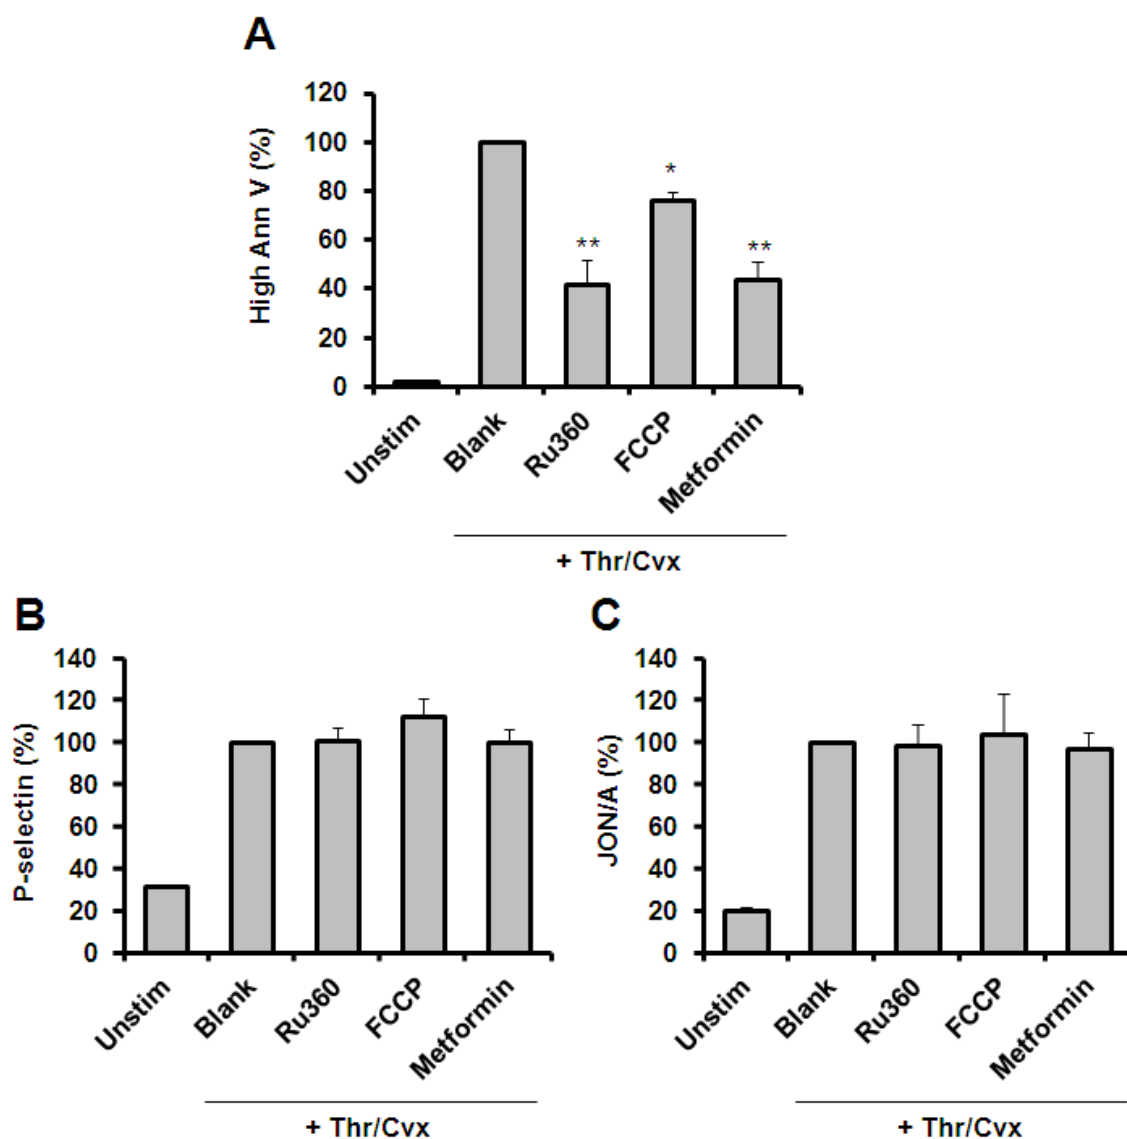 A
High Ann V (%)
120
100
80
60
40
20
0
**
*
**
Unstim
Blank
Ru360
FCCP
Metformin
+ Thr/Cvx
B
P-selectin (%)
140
120
100
80
60
40
20
0
Unstim
Blank
Ru360
FCCP
Metformin
+ Thr/Cvx
C
JON/A (%)
140
120
100
80
60
40
20
0
Unstim
Blank
Ru360
FCCP
Metformin
+ Thr/Cvx